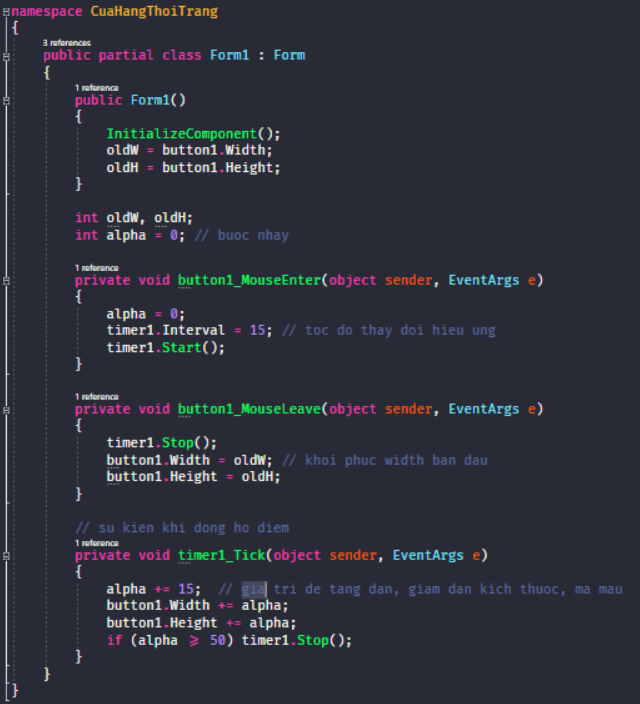 namespace CuaHangThoiTrang
{
3 references
public partial class Form1 : Form
{
1 reference
public Form1()
{
InitializeComponent();
oldW = button1.Width;
oldH = button1.Height;
}
int oldW, oldH;
int alpha = 0; // buoc nhay
1 reference
private void button1_MouseEnter(object sender, EventArgs e)
{
alpha = 0;
timer1.Interval = 15; // toc do thay doi hieu ung
timer1.Start();
}
1 reference
private void button1_MouseLeave(object sender, EventArgs e)
{
timer1.Stop();
button1.Width = oldW; // khoi phuc width ban dau
button1.Height = oldH;
}
// su kien khi dong ho diem
1 reference
private void timer1_Tick(object sender, EventArgs e)
{
alpha += 15; // gia tri de tang dan, giam dan kich thuoc, ma mau
button1.Width += alpha;
button1.Height += alpha;
if (alpha ≥ 50) timer1.Stop();
}
}
}